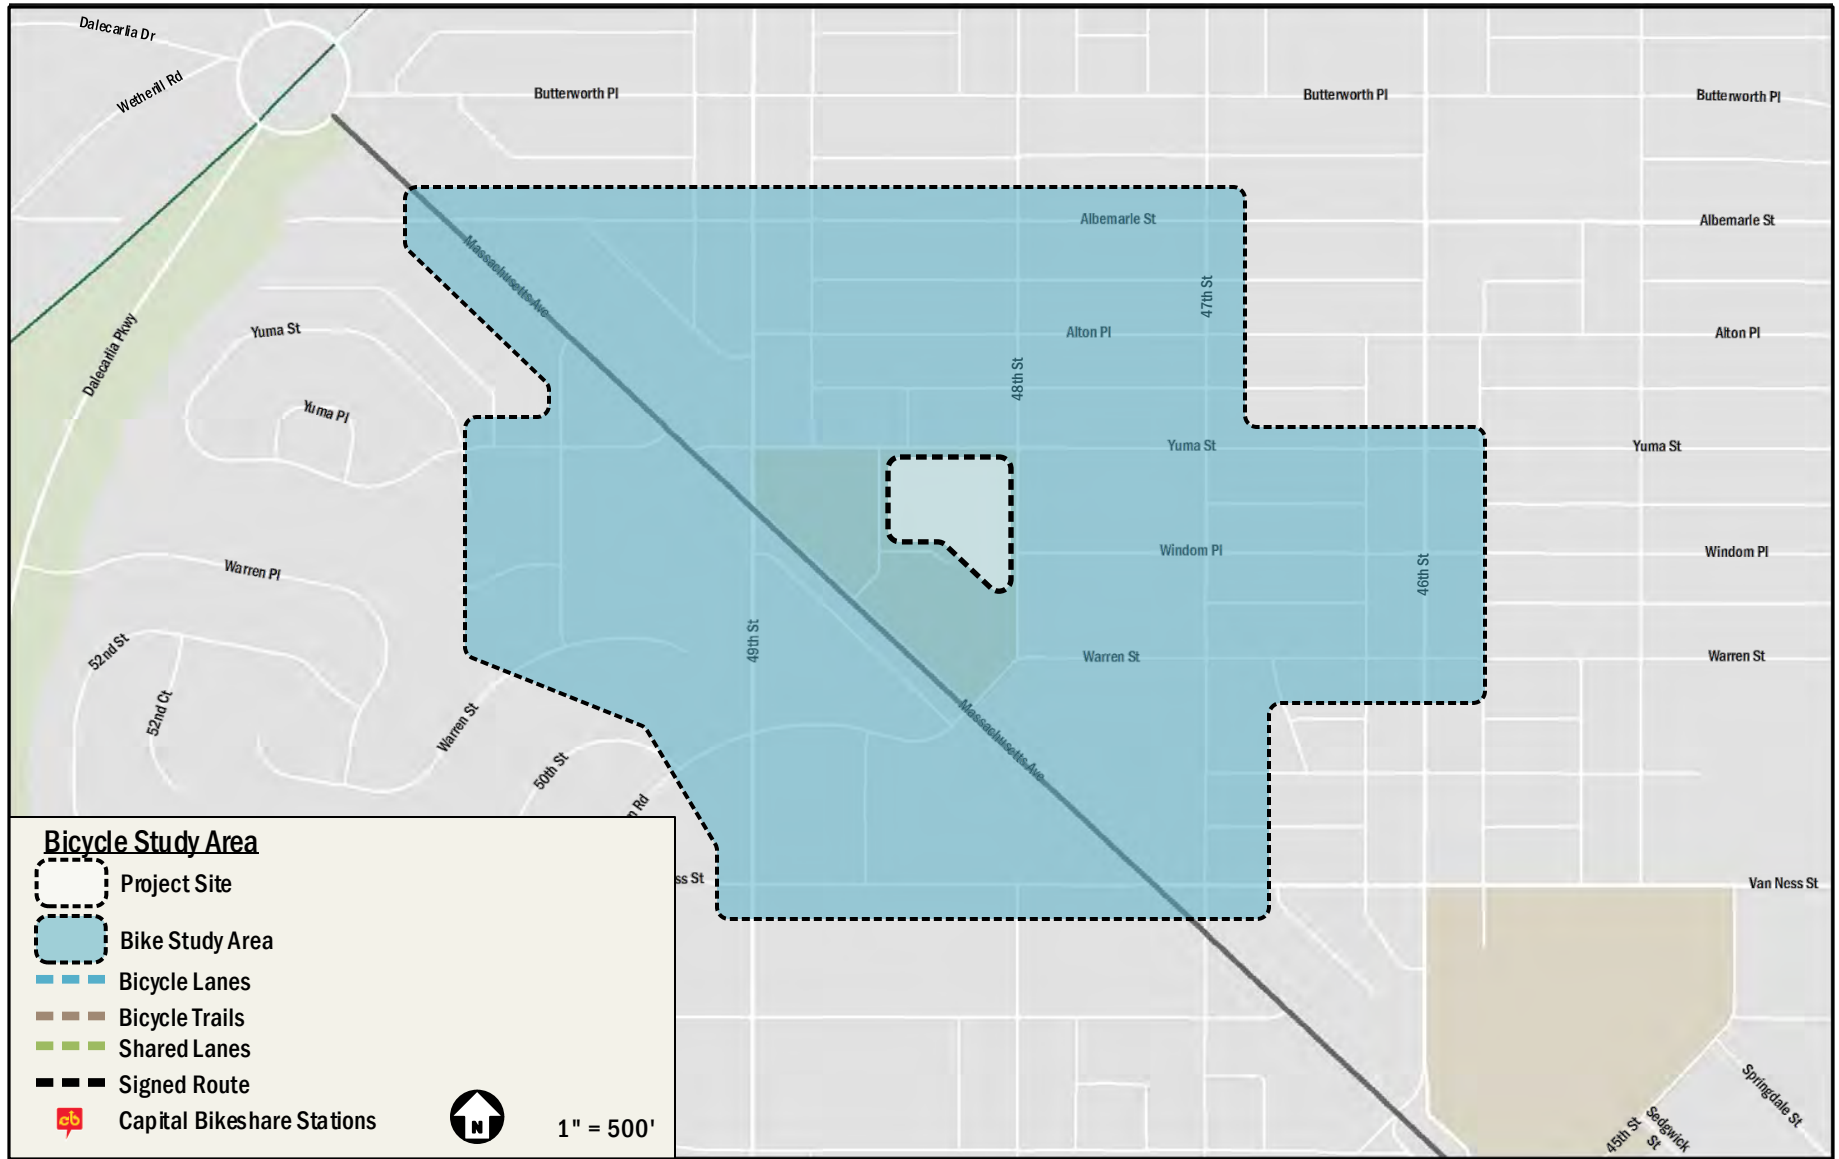 Dalecarlia Dr
Wetherill Rd
Butterworth Pl
Butterworth Pl
Butterworth Pl
Albemarle St
Albemarle St
Massachusetts Ave
47th St
Dalecarlia Pkwy
Yuma St
Alton Pl
Alton Pl
48th St
Yuma Pl
Yuma St
Yuma St
Windom Pl
Windom Pl
46th St
Warren Pl
52nd St
49th St
Warren St
Warren St
52nd Ct
Warren St
Massachusetts Ave
50th St
n Rd
ss St
Van Ness St
Springdale St
Sedgwick St
45th St
Bicycle Study Area
Project Site
Bike Study Area
Bicycle Lanes
Bicycle Trails
Shared Lanes
Signed Route
cb
Capital Bikeshare Stations
N
1" = 500'